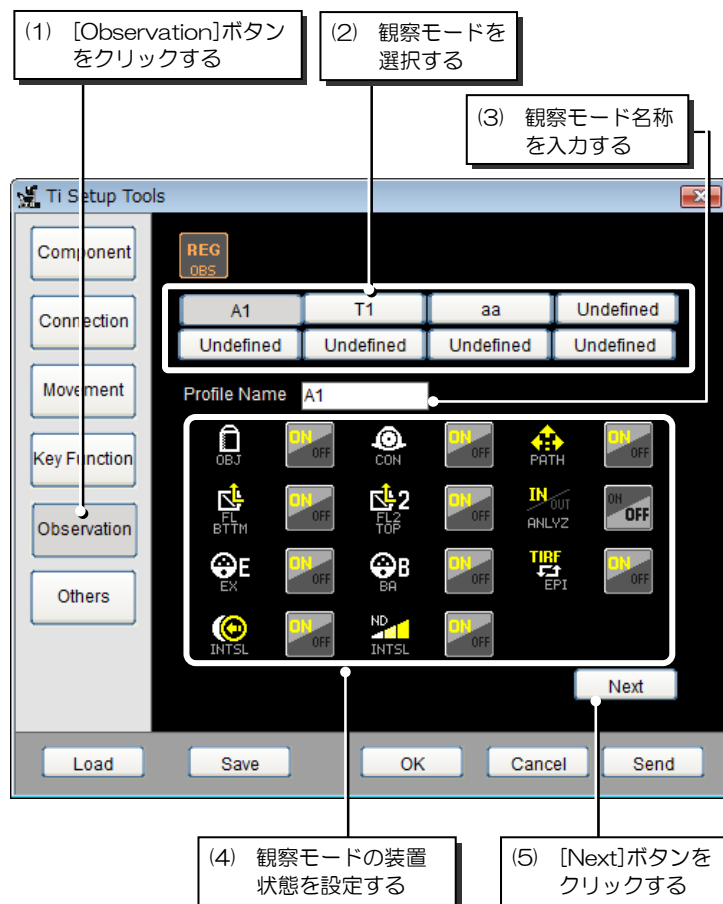 (1) [Observation]ボタン
をクリックする
(2) 観察モードを
選択する
(3) 観察モード名称
を入力する
Ti Setup Tools
Component
Connection
Movement
Key Function
Observation
Others
REG
OBS
A1 T1 aa Undefined
Undefined Undefined Undefined Undefined
Profile Name A1
OBJ ON OFF CON ON OFF PATH ON OFF
FL BTTM ON OFF 2 FL2 TOP ON OFF IN OUT ANLYZ ON OFF
E EX ON OFF B BA ON OFF TIRF EPI ON OFF
INTSL ON OFF ND INTSL ON OFF
Next
Load Save OK Cancel Send
(4) 観察モードの装置
状態を設定する
(5) [Next]ボタンを
クリックする